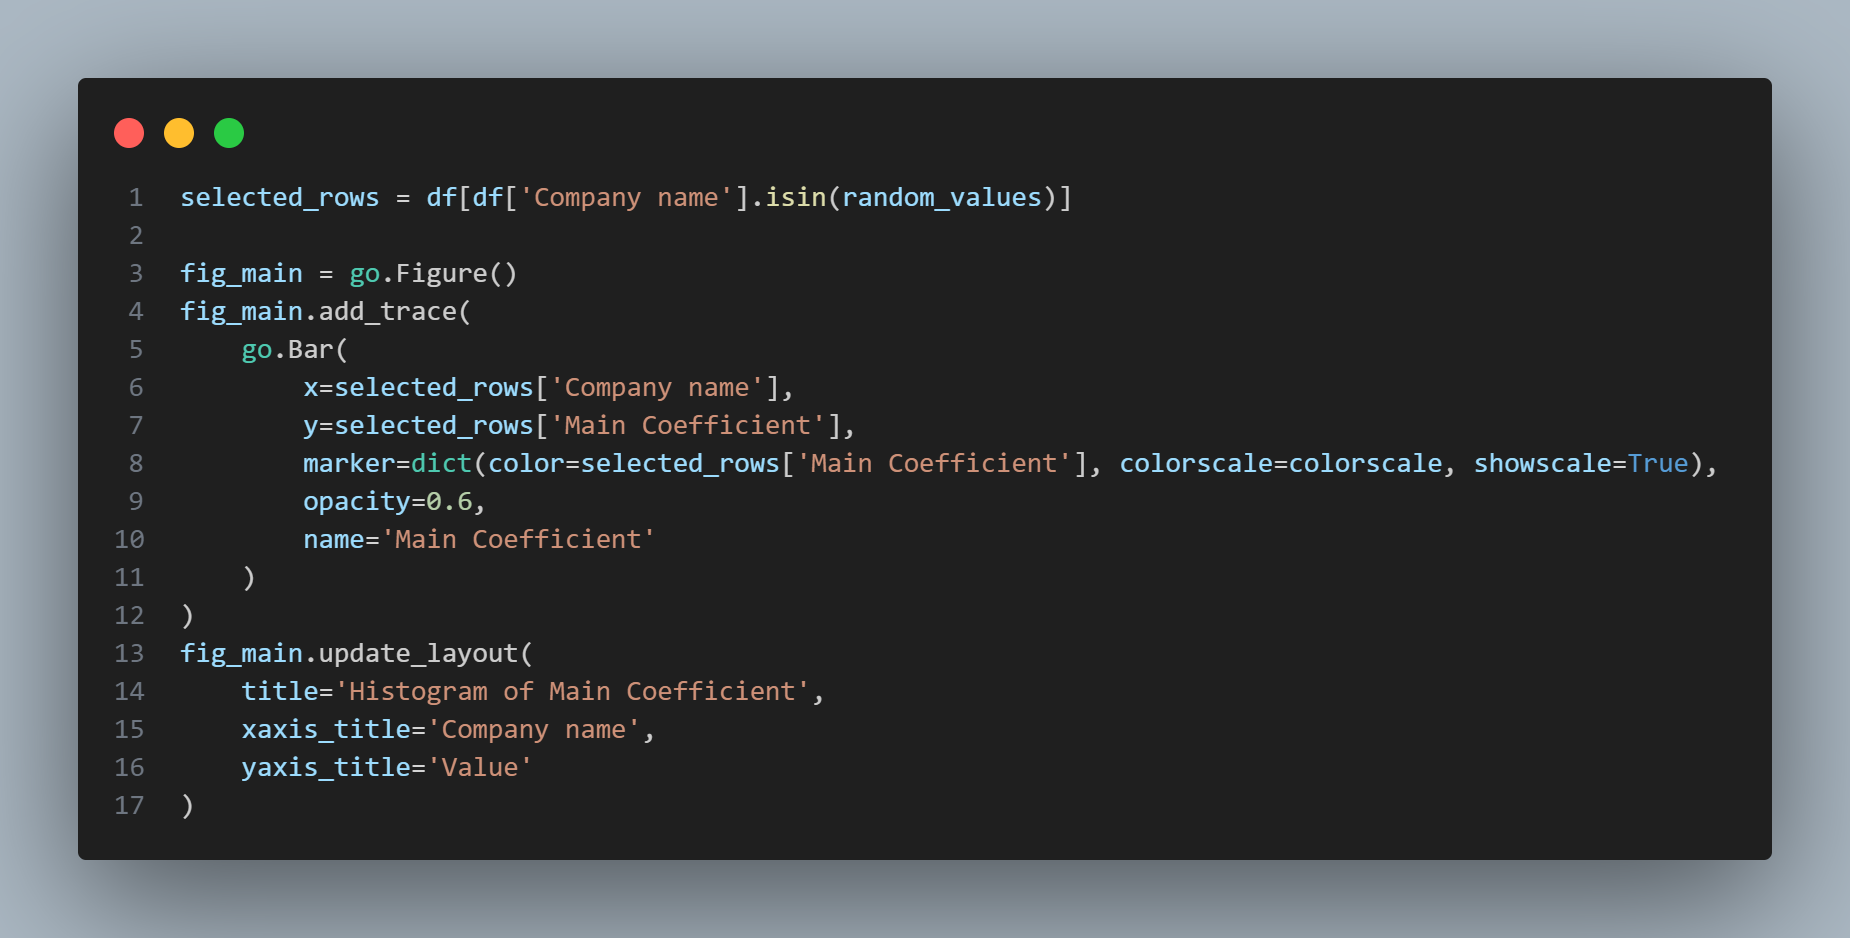 1 selected_rows = df[df['Company name'].isin(random_values)]
2
3 fig_main = go.Figure()
4 fig_main.add_trace(
5     go.Bar(
6         x=selected_rows['Company name'],
7         y=selected_rows['Main Coefficient'],
8         marker=dict(color=selected_rows['Main Coefficient'], colorscale=colorscale, showscale=True),
9         opacity=0.6,
10         name='Main Coefficient'
11     )
12 )
13 fig_main.update_layout(
14     title='Histogram of Main Coefficient',
15     xaxis_title='Company name',
16     yaxis_title='Value'
17 )